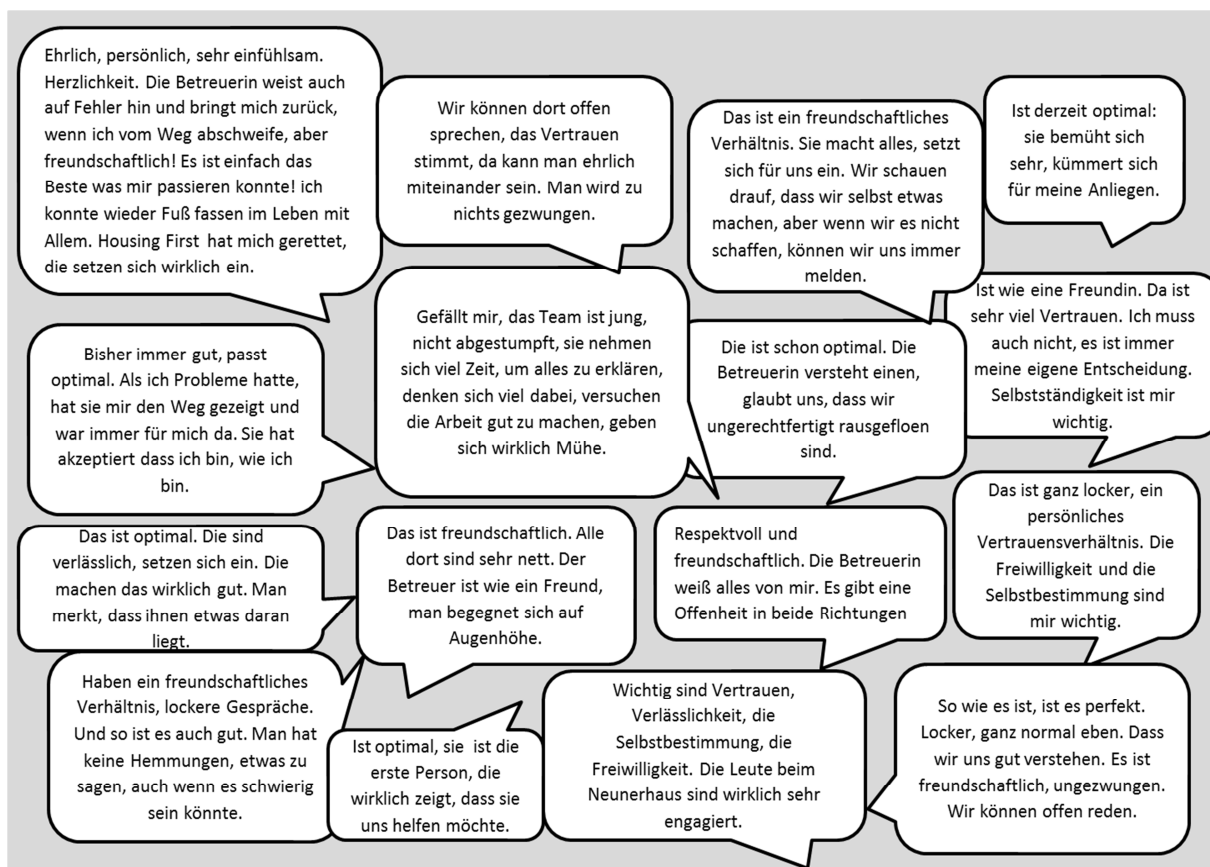 Ehrlich, persönlich, sehr einfühlsam.
Herzlichkeit. Die Betreuerin weist auch
auf Fehler hin und bringt mich zurück,
wenn ich vom Weg abschweife, aber
freundschaftlich! Es ist einfach das
Beste was mir passieren konnte! ich
konnte wieder Fuß fassen im Leben mit
Allem. Housing First hat mich gerettet,
die setzen sich wirklich ein.
Wir können dort offen
sprechen, das Vertrauen
stimmt, da kann man ehrlich
miteinander sein. Man wird zu
nichts gezwungen.
Das ist ein freundschaftliches
Verhältnis. Sie macht alles, setzt
sich für uns ein. Wir schauen
drauf, dass wir selbst etwas
machen, aber wenn wir es nicht
schaffen, können wir uns immer
melden.
Ist derzeit optimal:
sie bemüht sich
sehr, kümmert sich
für meine Anliegen.
Bisher immer gut, passt
optimal. Als ich Probleme hatte,
hat sie mir den Weg gezeigt und
war immer für mich da. Sie hat
akzeptiert dass ich bin, wie ich
bin.
Gefällt mir, das Team ist jung,
nicht abgestumpft, sie nehmen
sich viel Zeit, um alles zu erklären,
denken sich viel dabei, versuchen
die Arbeit gut zu machen, geben
sich wirklich Mühe.
Die ist schon optimal. Die
Betreuerin versteht einen,
glaubt uns, dass wir
ungerechtfertigt rausgefloen
sind.
Ist wie eine Freundin. Da ist
sehr viel Vertrauen. Ich muss
auch nicht, es ist immer
meine eigene Entscheidung.
Selbstständigkeit ist mir
wichtig.
Das ist optimal. Die sind
verlässlich, setzen sich ein. Die
machen das wirklich gut. Man
merkt, dass ihnen etwas daran
liegt.
Das ist freundschaftlich. Alle
dort sind sehr nett. Der
Betreuer ist wie ein Freund,
man begegnet sich auf
Augenhöhe.
Respektvoll und
freundschaftlich. Die Betreuerin
weiß alles von mir. Es gibt eine
Offenheit in beide Richtungen
Das ist ganz locker, ein
persönliches
Vertrauensverhältnis. Die
Freiwilligkeit und die
Selbstbestimmung sind
mir wichtig.
Haben ein freundschaftliches
Verhältnis, lockere Gespräche.
Und so ist es auch gut. Man hat
keine Hemmungen, etwas zu
sagen, auch wenn es schwierig
sein könnte.
Ist optimal, sie ist die
erste Person, die
wirklich zeigt, dass sie
uns helfen möchte.
Wichtig sind Vertrauen,
Verlässlichkeit, die
Selbstbestimmung, die
Freiwilligkeit. Die Leute beim
Neunerhaus sind wirklich sehr
engagiert.
So wie es ist, ist es perfekt.
Locker, ganz normal eben. Dass
wir uns gut verstehen. Es ist
freundschaftlich, ungezwungen.
Wir können offen reden.